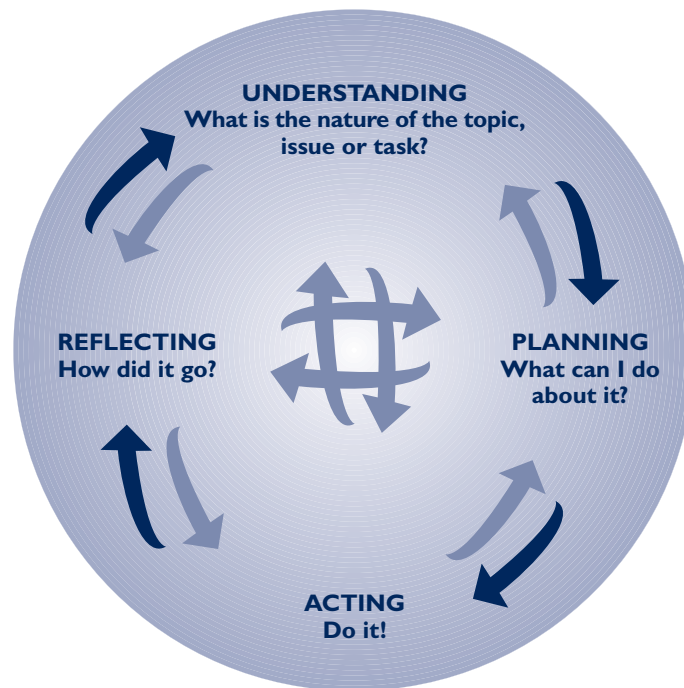 UNDERSTANDING
What is the nature of the topic,
issue or task?
REFLECTING
How did it go?
PLANNING
What can I do
about it?
ACTING
Do it!